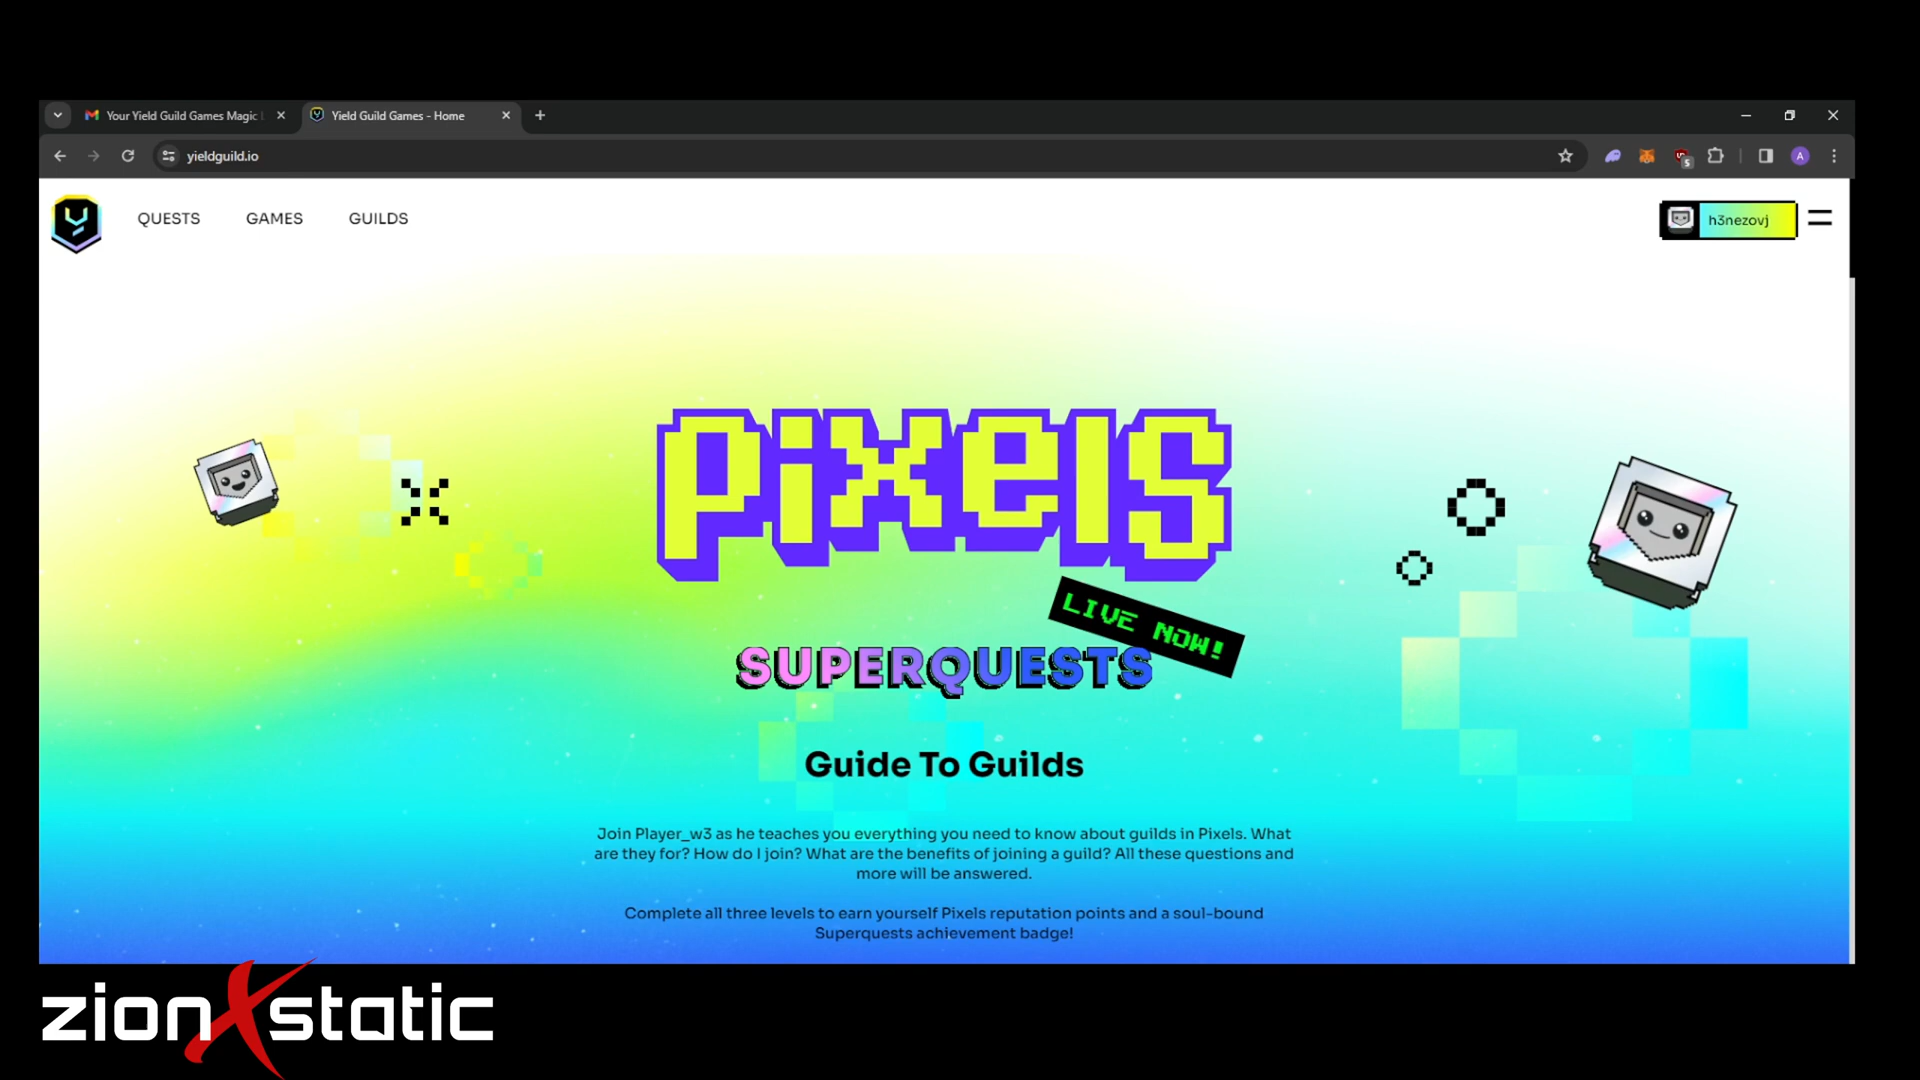 Your Yield Guild Games Magic L
Yield Guild Games - Home
yieldguild.io
A
5
QUESTS
GAMES
GUILDS
h3nezovj
pixels
LIVE NOW!
SUPERQUESTS
Guide To Guilds
Join Player_w3 as he teaches you everything you need to know about guilds in Pixels. What
are they for? How do I join? What are the benefits of joining a guild? All these questions and
more will be answered.
Complete all three levels to earn yourself Pixels reputation points and a soul-bound
Superquests achievement badge!
zionXstatic